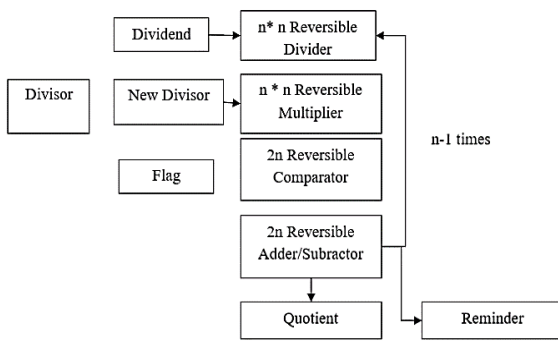 Dividend
n* n Reversible
Divider
Divisor
New Divisor
n * n Reversible
Multiplier
n-1 times
Flag
2n Reversible
Comparator
2n Reversible
Adder/Subractor
Quotient
Reminder